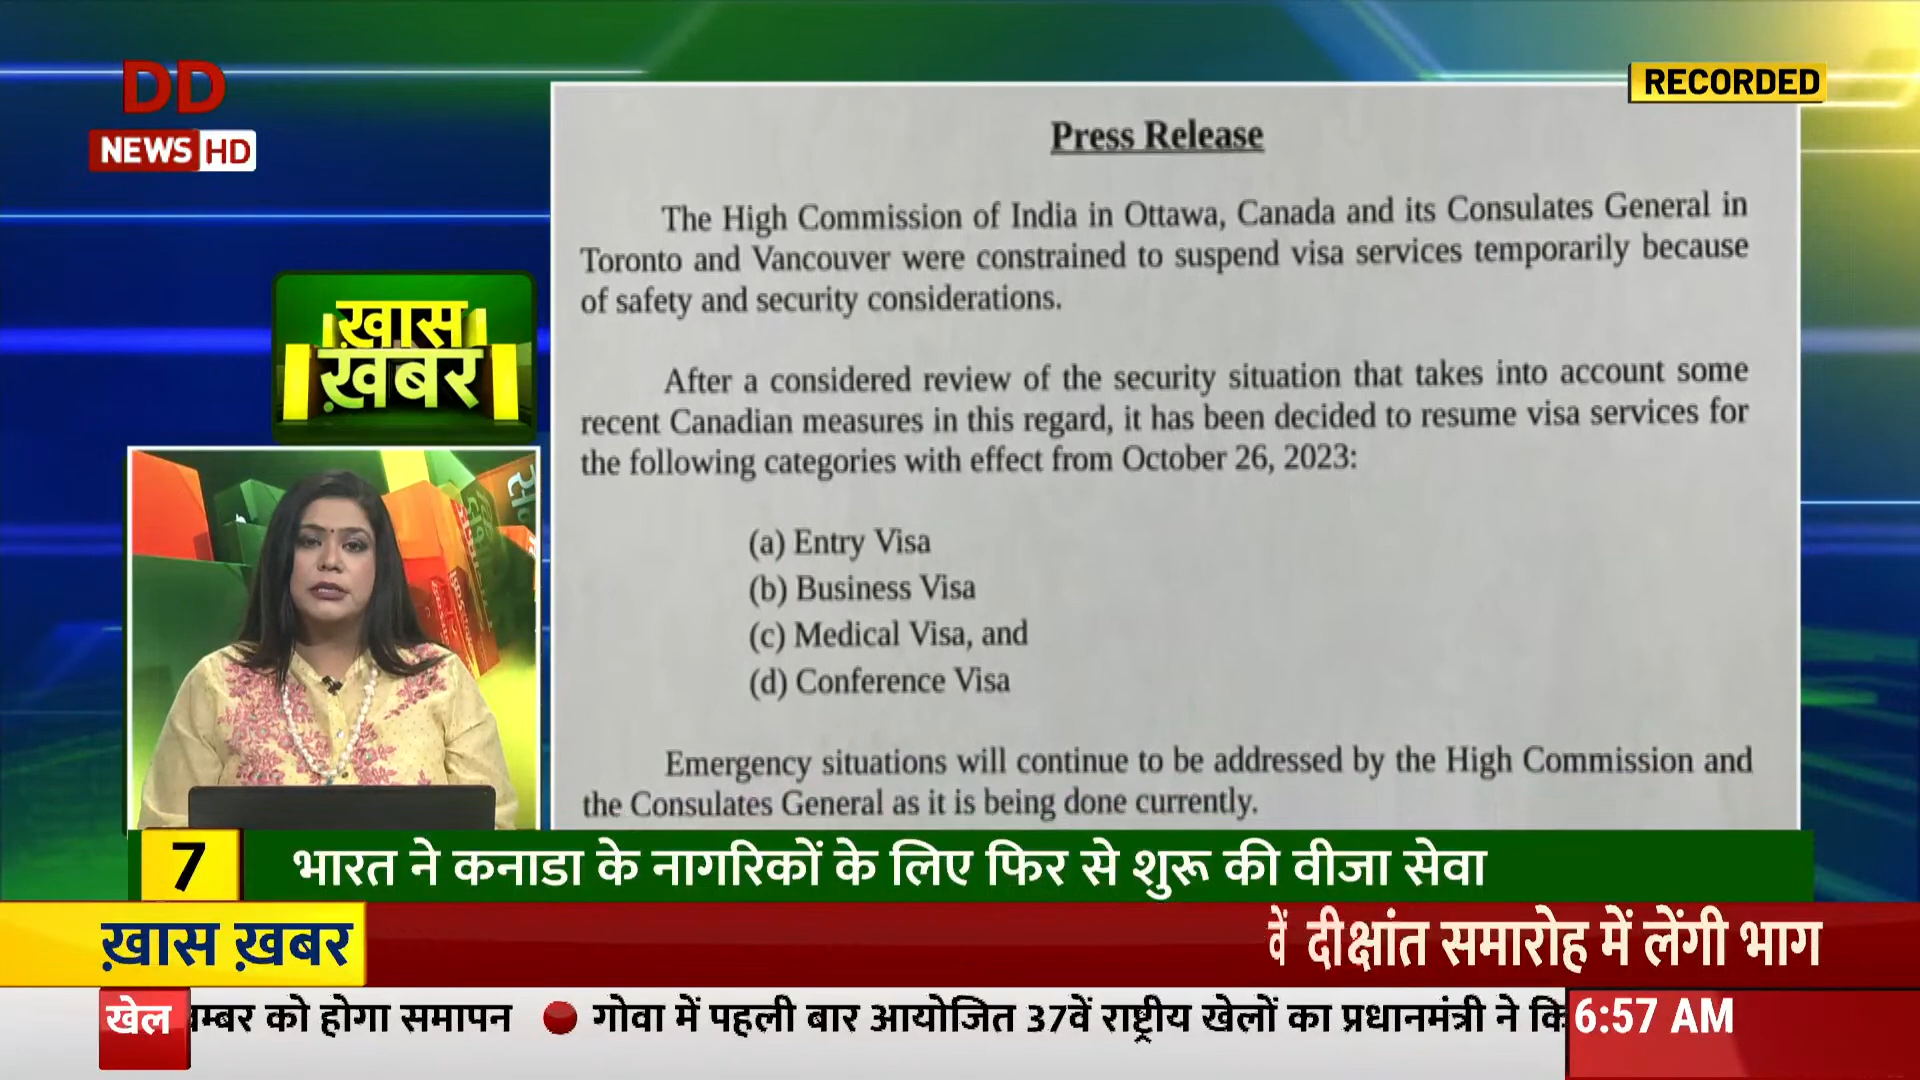 DD
NEWS HD
RECORDED
Press Release
The High Commission of India in Ottawa, Canada and its Consulates General in
Toronto and Vancouver were constrained to suspend visa services temporarily because
of safety and security considerations.
After a considered review of the security situation that takes into account some
recent Canadian measures in this regard, it has been decided to resume visa services for
the following categories with effect from October 26, 2023:
(a) Entry Visa
(b) Business Visa
(c) Medical Visa, and
(d) Conference Visa
Emergency situations will continue to be addressed by the High Commission and
the Consulates General as it is being done currently.
ख़ास
ख़बर
7 भारत ने कनाडा के नागरिकों के लिए फिर से शुरू की वीजा सेवा
ख़ास ख़बर वें दीक्षांत समारोह में लेंगी भाग
खेल म्बर को होगा समापन गोवा में पहली बार आयोजित 37वें राष्ट्रीय खेलों का प्रधानमंत्री ने कि 6:57 AM